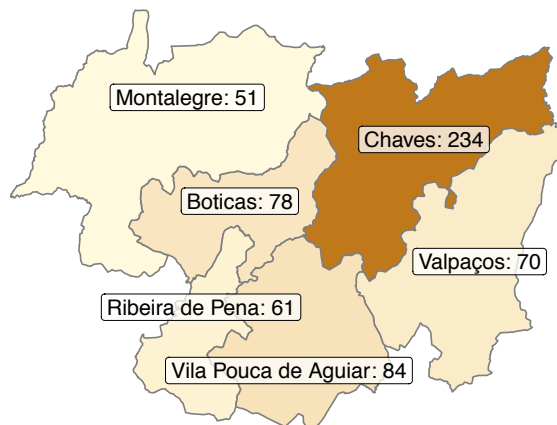 Montalegre: 51
Chaves: 234
Boticas: 78
Valpaços: 70
Ribeira de Pena: 61
Vila Pouca de Aguiar: 84